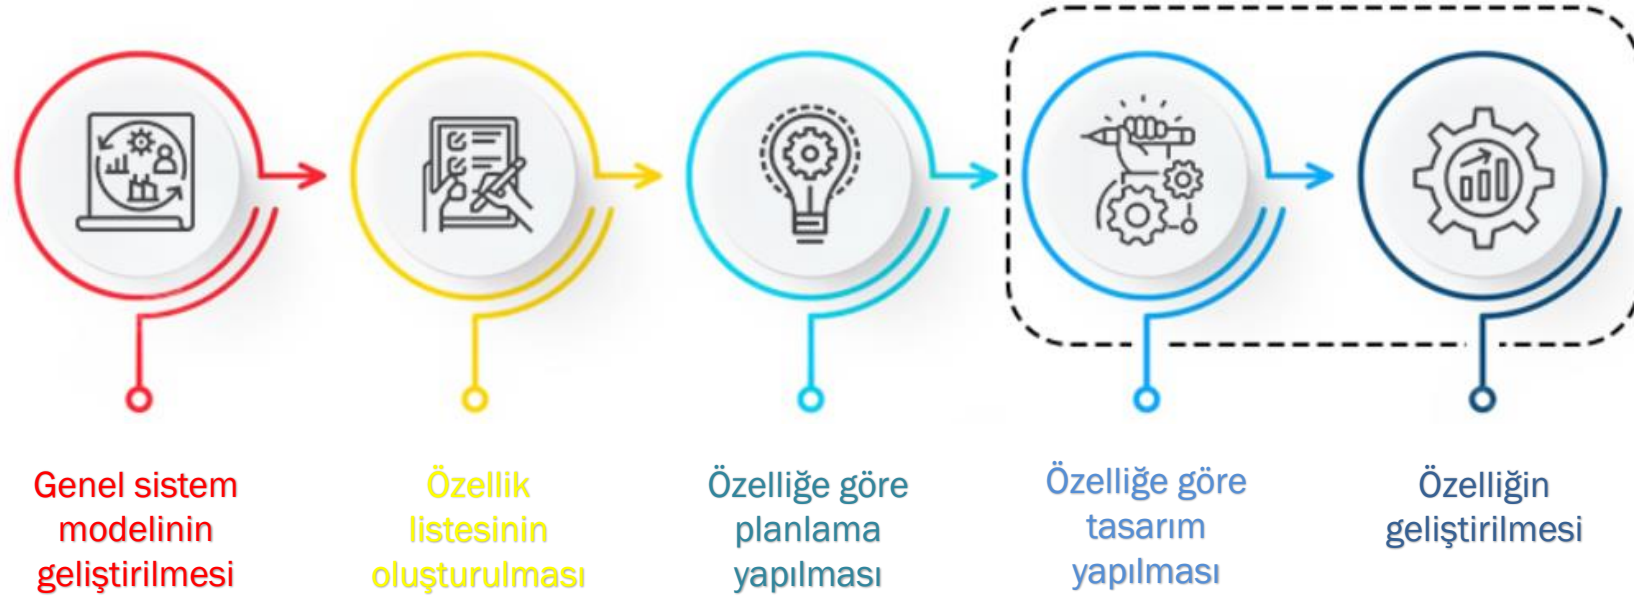 Genel sistem
modelinin
geliştirilmesi
Özellik
listesinin
oluşturulması
Özelliğe göre
planlama
yapılması
Özelliğe göre
tasarım
yapılması
Özelliğin
geliştirilmesi